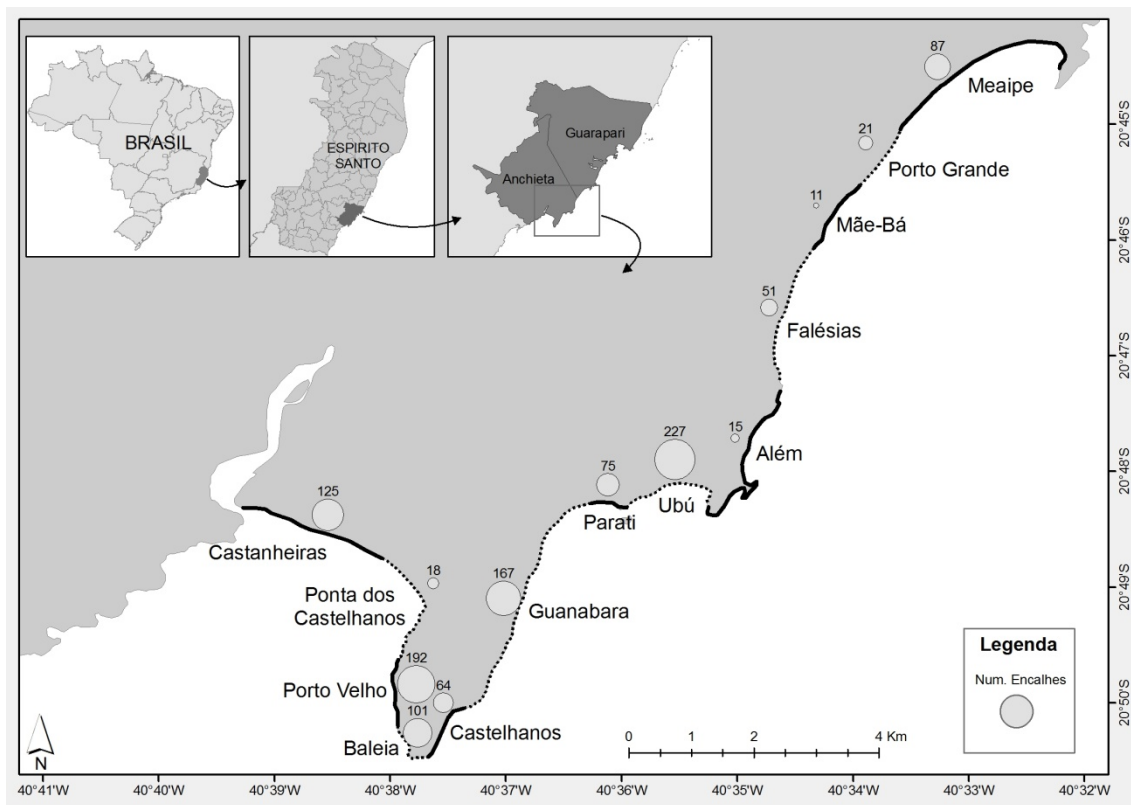 BRASIL
ESPIRITO
SANTO
Guarapari
Anchieta
87
Meaipe
21
Porto Grande
11
Mãe-Bá
51
Falésias
15
Além
227
Ubú
75
Parati
125
Castanheiras
18
Ponta dos
Castelhanos
167
Guanabara
192
Porto Velho
64
Castelhanos
101
Baleia
Legenda
Num. Encalhes
0 1 2 4 Km
N
20°45'S
20°46'S
20°47'S
20°48'S
20°49'S
20°50'S
40°41'W 40°40'W 40°39'W 40°38'W 40°37'W 40°36'W 40°35'W 40°34'W 40°33'W 40°32'W